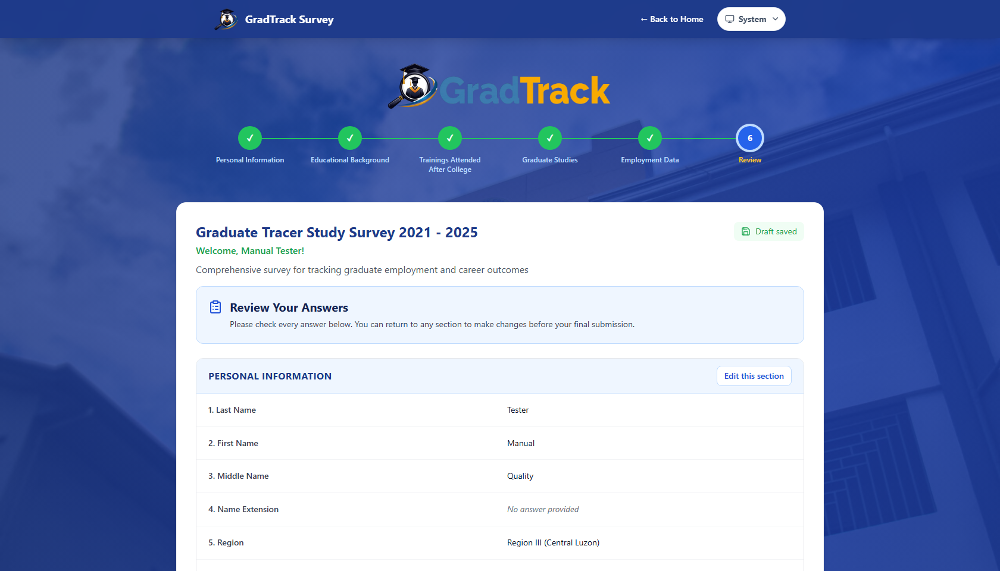 GradTrack Survey
← Back to Home
System
GradTrack
✓ ✓ ✓ ✓ ✓ 6
Personal Information
Educational Background
Trainings Attended
After College
Graduate Studies
Employment Data
Review
Graduate Tracer Study Survey 2021 - 2025
Draft saved
Welcome, Manual Tester!
Comprehensive survey for tracking graduate employment and career outcomes
Review Your Answers
Please check every answer below. You can return to any section to make changes before your final submission.
PERSONAL INFORMATION
Edit this section
1. Last Name
Tester
2. First Name
Manual
3. Middle Name
Quality
4. Name Extension
No answer provided
5. Region
Region III (Central Luzon)